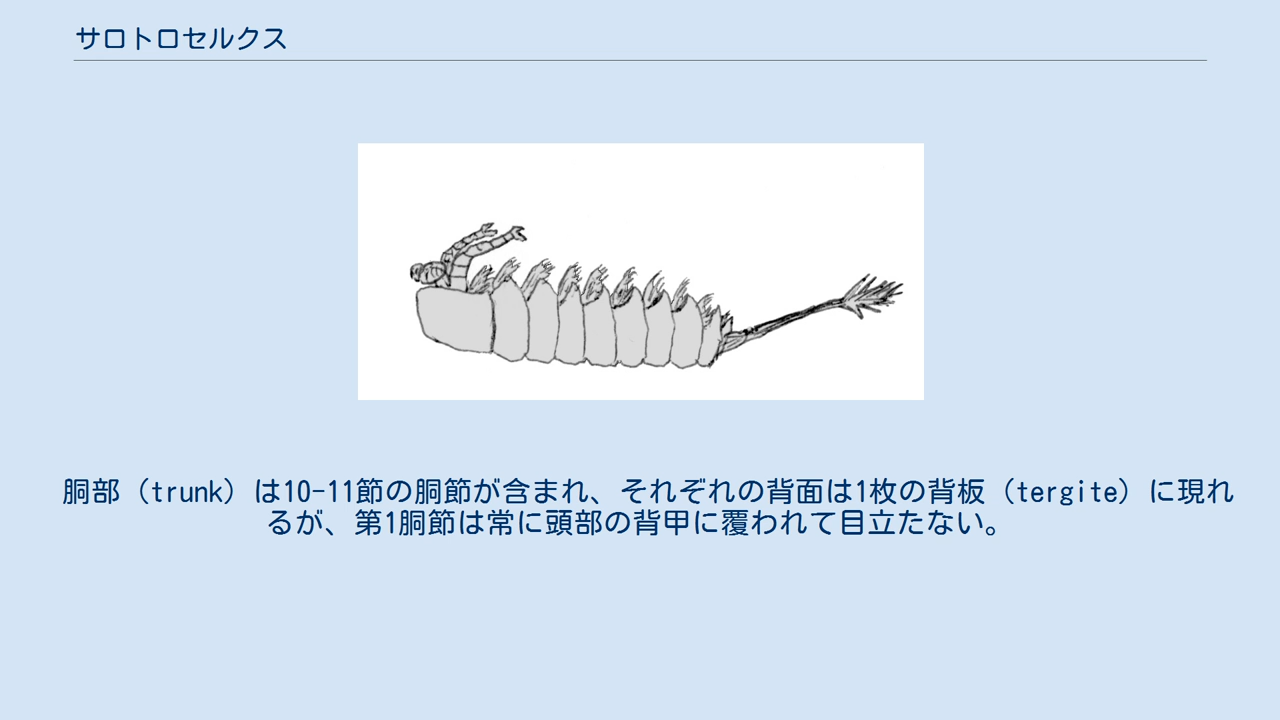 サロトロセルクス
胴部（trunk）は10-11節の胴節が含まれ、それぞれの背面は1枚の背板（tergite）に現れ
るが、第1胴節は常に頭部の背甲に覆われて目立たない。